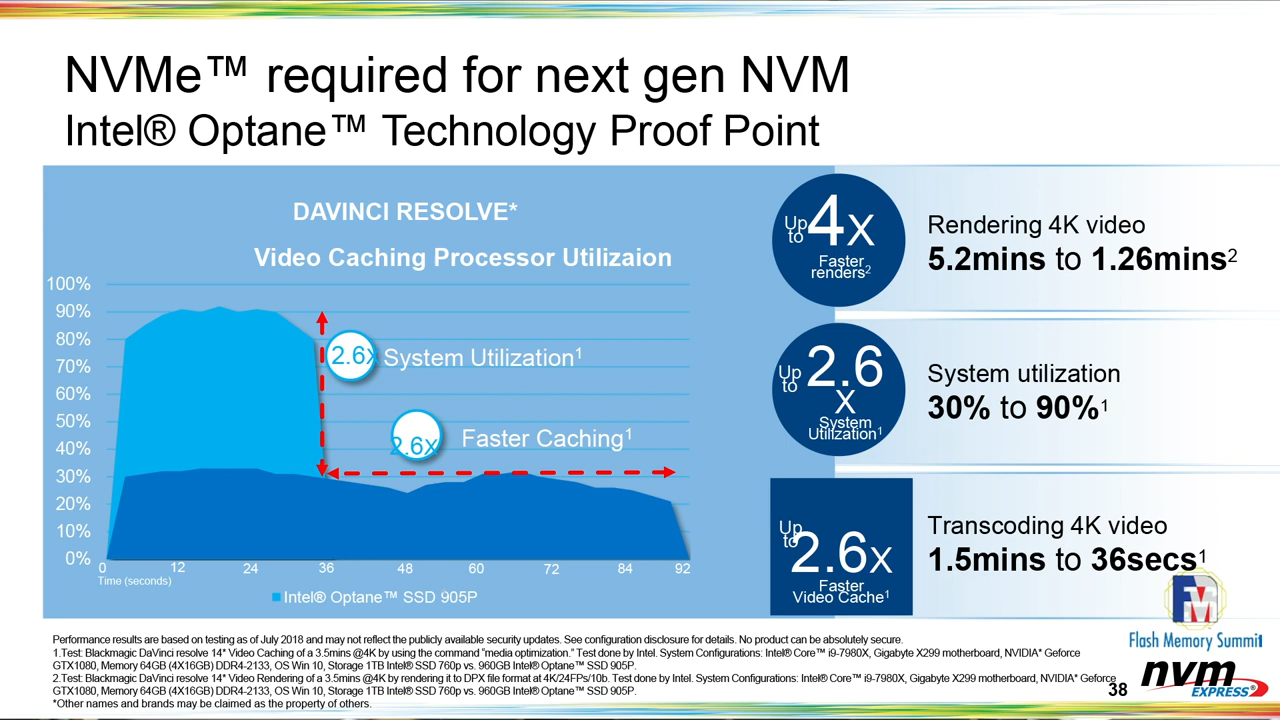 NVMe™ required for next gen NVM
Intel® Optane™ Technology Proof Point
DAVINCI RESOLVE*
Video Caching Processor Utilizaion
100%
90%
80%
70%
60%
50%
40%
30%
20%
10%
0%
2.6x
System Utilization1
2.6x
Faster Caching1
0 12 24 36 48 60 72 84 92
Time (seconds)
Intel® Optane™ SSD 905P
Up
to
4X
Faster
renders2
Rendering 4K video
5.2mins to 1.26mins2
Up
to
2.6
X
System
Utilization1
System utilization
30% to 90%1
Up
to
2.6X
Faster
Video Cache1
Transcoding 4K video
1.5mins to 36secs1
FMS
Flash Memory Summit
nvm
EXPRESS®
38
Performance results are based on testing as of July 2018 and may not reflect the publicly available security updates. See configuration disclosure for details. No product can be absolutely secure.
1.Test: Blackmagic DaVinci resolve 14* Video Caching of a 3.5mins @4K by using the command "media optimization." Test done by Intel. System Configurations: Intel® Core™ i9-7980X, Gigabyte X299 motherboard, NVIDIA* Geforce
GTX1080, Memory 64GB (4X16GB) DDR4-2133, OS Win 10, Storage 1TB Intel® SSD 760p vs. 960GB Intel® Optane™ SSD 905P.
2.Test: Blackmagic DaVinci resolve 14* Video Rendering of a 3.5mins @4K by rendering it to DPX file format at 4K/24FPs/10b. Test done by Intel. System Configurations: Intel® Core™ i9-7980X, Gigabyte X299 motherboard, NVIDIA* Geforce
GTX1080, Memory 64GB (4X16GB) DDR4-2133, OS Win 10, Storage 1TB Intel® SSD 760p vs. 960GB Intel® Optane™ SSD 905P.
*Other names and brands may be claimed as the property of others.